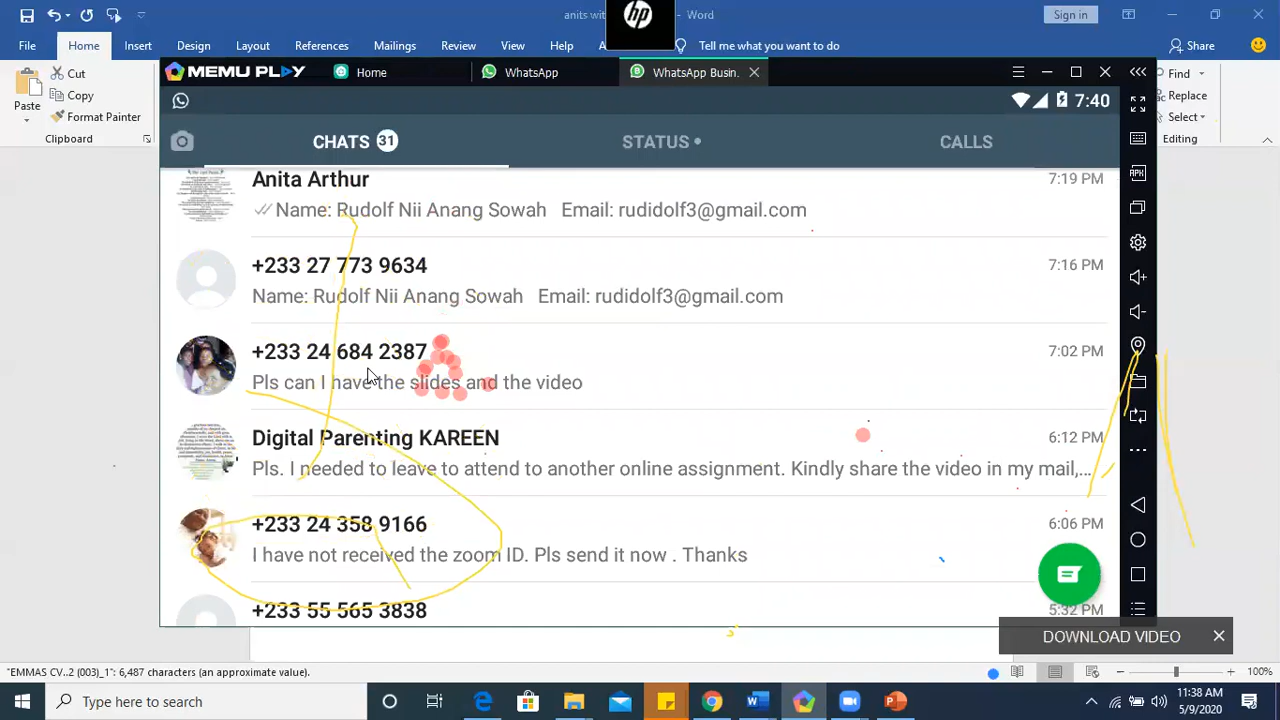 anits wi
- Word
hp
Sign in
File
Home
Insert
Design
Layout
References
Mailings
Review
View
Help
Tell me what you want to do
Share
Cut
Copy
Format Painter
Paste
Clipboard
Find
Replace
Select
Editing
MEMU PLAY
Home
WhatsApp
WhatsApp Busin.
7:40
CHATS 31
STATUS
CALLS
Anita Arthur
7:19 PM
Name: Rudolf Nii Anang Sowah Email: rudidolf3@gmail.com
+233 27 773 9634
7:16 PM
Name: Rudolf Nii Anang Sowah Email: rudidolf3@gmail.com
+233 24 684 2387
7:02 PM
Pls can I have the slides and the video
Digital Parenting KAREEN
6:12 PM
Pls. I needed to leave to attend to another online assignment. Kindly share the video in my mail,...
+233 24 358 9166
6:06 PM
I have not received the zoom ID. Pls send it now . Thanks
+233 55 565 3838
5:32 PM
DOWNLOAD VIDEO
"EMMAS CV..2 (003)_1": 6,487 characters (an approximate value).
100%
Type here to search
11:38 AM
5/9/2020